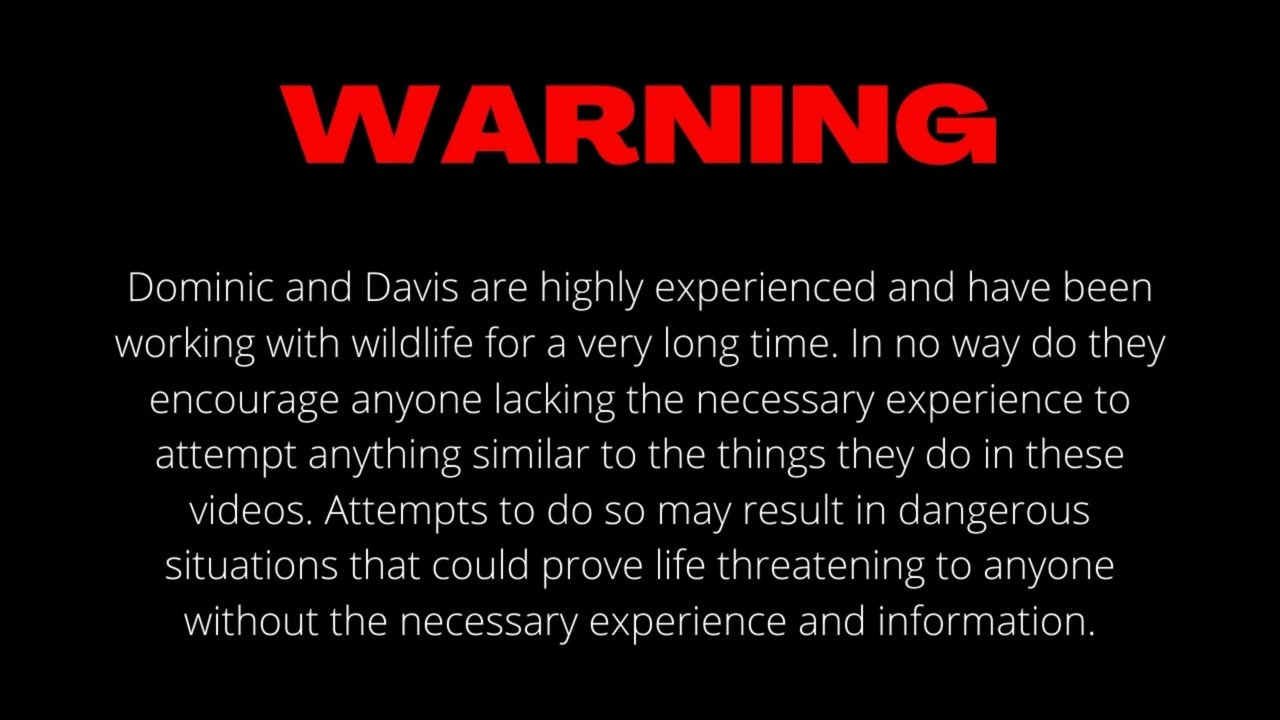 WARNING
Dominic and Davis are highly experienced and have been
working with wildlife for a very long time. In no way do they
encourage anyone lacking the necessary experience to
attempt anything similar to the things they do in these
videos. Attempts to do so may result in dangerous
situations that could prove life threatening to anyone
without the necessary experience and information.